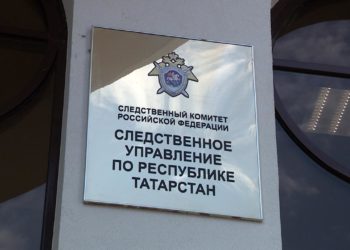 СЛЕДСТВЕННЫЙ КОМИТЕТ
РОССИЙСКОЙ ФЕДЕРАЦИИ
СЛЕДСТВЕННОЕ
УПРАВЛЕНИЕ
ПО РЕСПУБЛИКЕ
ТАТАРСТАН